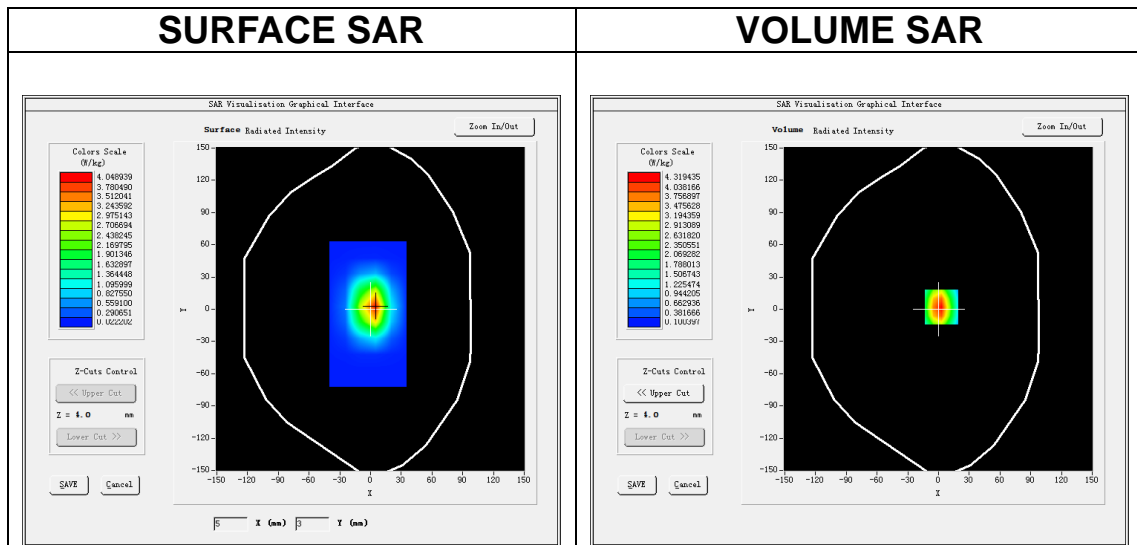 SURFACE SAR
VOLUME SAR
SAR Visualisation Graphical Interface
Surface Radiated Intensity
Zoom In/Out
Colors Scale
(W/kg)
4.048939
3.780490
3.512041
3.243592
2.975143
2.706694
2.438245
2.169795
1.901346
1.632897
1.364448
1.095999
0.827550
0.559100
0.290651
0.022202
Z-Cuts Control
<< Upper Cut
Z = 4.0 mm
Lower Cut >>
SAVE
Cancel
150
120
90
60
30
0
-30
-60
-90
-120
-150
Y
-150 -120 -90 -60 -30 0 30 60 90 120 150
X
5 X (mm) 3 Y (mm)
SAR Visualisation Graphical Interface
Volume Radiated Intensity
Zoom In/Out
Colors Scale
(W/kg)
4.319435
4.038166
3.756897
3.475628
3.194359
2.913089
2.631820
2.350551
2.069282
1.788013
1.506743
1.225474
0.944205
0.662936
0.381666
0.100397
Z-Cuts Control
<< Upper Cut
Z = 4.0 mm
Lower Cut >>
SAVE
Cancel
150
120
90
60
30
0
-30
-60
-90
-120
-150
Y
-150 -120 -90 -60 -30 0 30 60 90 120 150
X